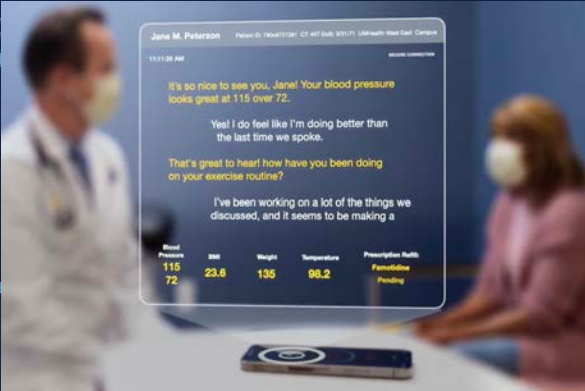 Jane M. Peterson
11:11:20 AM
SECURE CONNECTION
It's so nice to see you, Jane! Your blood pressure
looks great at 115 over 72.
Yes! I do feel like I'm doing better than
the last time we spoke.
That's great to hear! how have you been doing
on your exercise routine?
I've been working on a lot of the things we
discussed, and it seems to be making a
Blood
Pressure
115
72
BMI
23.6
Weight
135
Temperature
98.2
Prescription Refill:
Famotidine
Pending